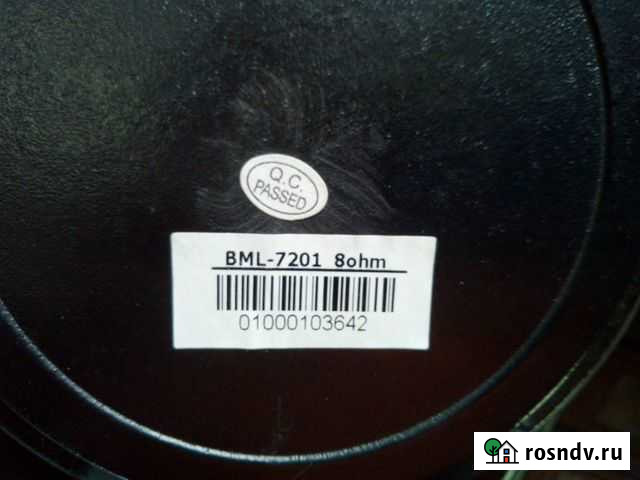 Q.C.
PASSED
BML-7201 8ohm
01000103642
rosndv.ru